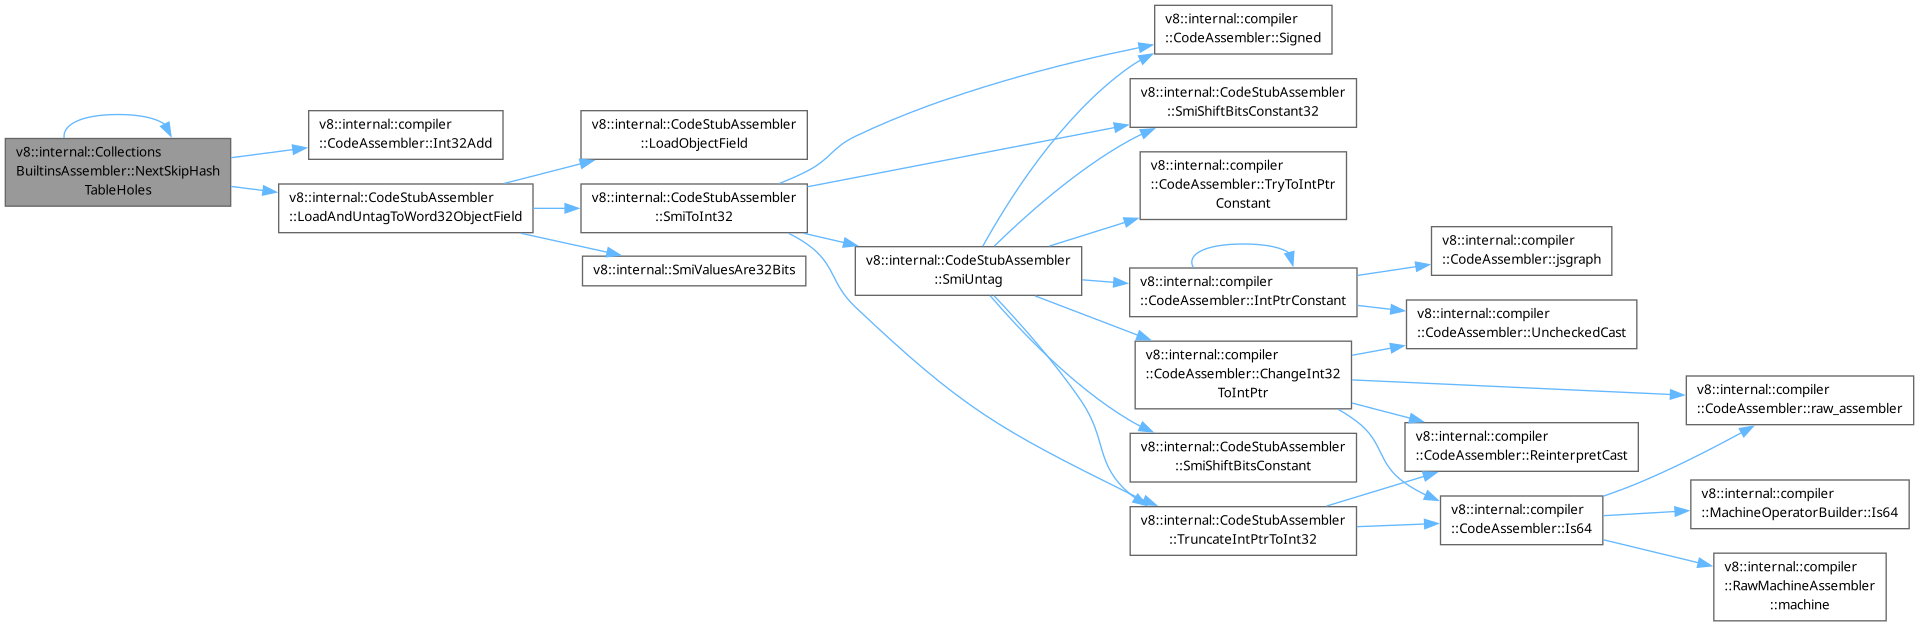 v8::internal::Collections
BuiltinsAssembler::NextSkipHash
TableHoles
v8::internal::compiler
::CodeAssembler::Int32Add
v8::internal::CodeStubAssembler
::LoadAndUntagToWord32ObjectField
v8::internal::CodeStubAssembler
::LoadObjectField
v8::internal::CodeStubAssembler
::SmiToInt32
v8::internal::SmiValuesAre32Bits
v8::internal::CodeStubAssembler
::SmiUntag
v8::internal::compiler
::CodeAssembler::Signed
v8::internal::CodeStubAssembler
::SmiShiftBitsConstant32
v8::internal::compiler
::CodeAssembler::TryToIntPtr
Constant
v8::internal::compiler
::CodeAssembler::IntPtrConstant
v8::internal::compiler
::CodeAssembler::ChangeInt32
ToIntPtr
v8::internal::CodeStubAssembler
::SmiShiftBitsConstant
v8::internal::CodeStubAssembler
::TruncateIntPtrToInt32
v8::internal::compiler
::CodeAssembler::jsgraph
v8::internal::compiler
::CodeAssembler::UncheckedCast
v8::internal::compiler
::CodeAssembler::ReinterpretCast
v8::internal::compiler
::CodeAssembler::Is64
v8::internal::compiler
::CodeAssembler::raw_assembler
v8::internal::compiler
::MachineOperatorBuilder::Is64
v8::internal::compiler
::RawMachineAssembler
::machine